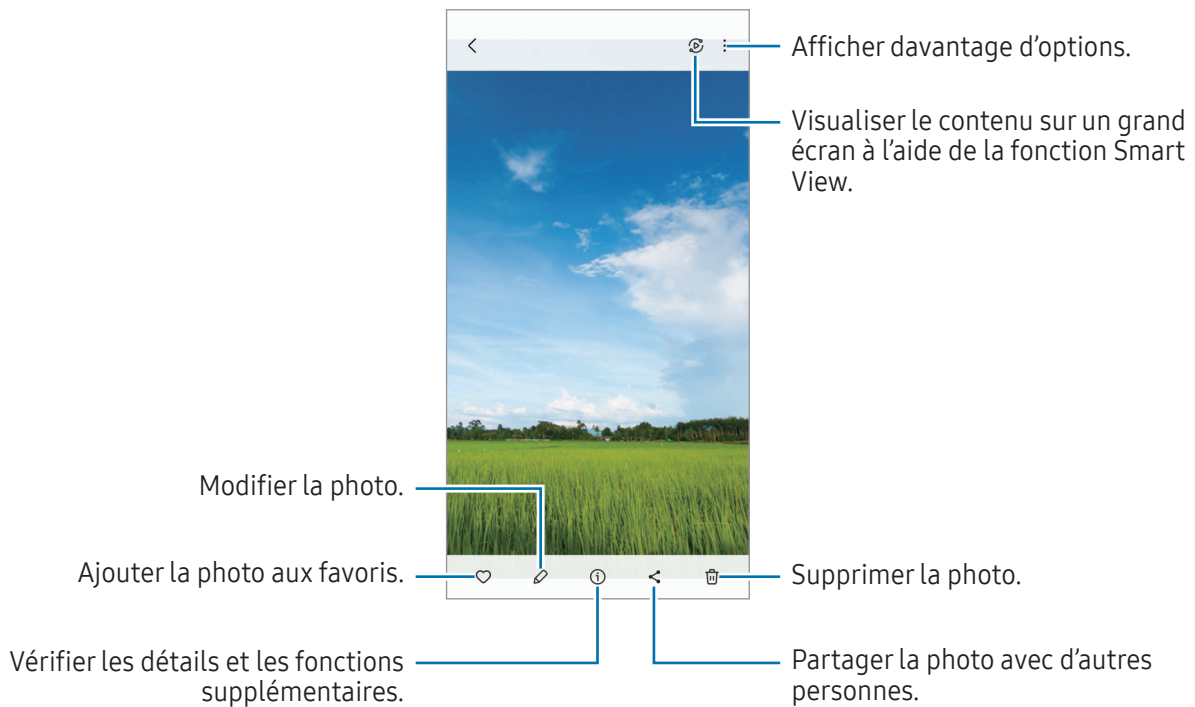 Afficher davantage d'options.
Visualiser le contenu sur un grand
écran à l'aide de la fonction Smart
View.
Modifier la photo.
Ajouter la photo aux favoris.
Supprimer la photo.
Vérifier les détails et les fonctions
supplémentaires.
Partager la photo avec d'autres
personnes.